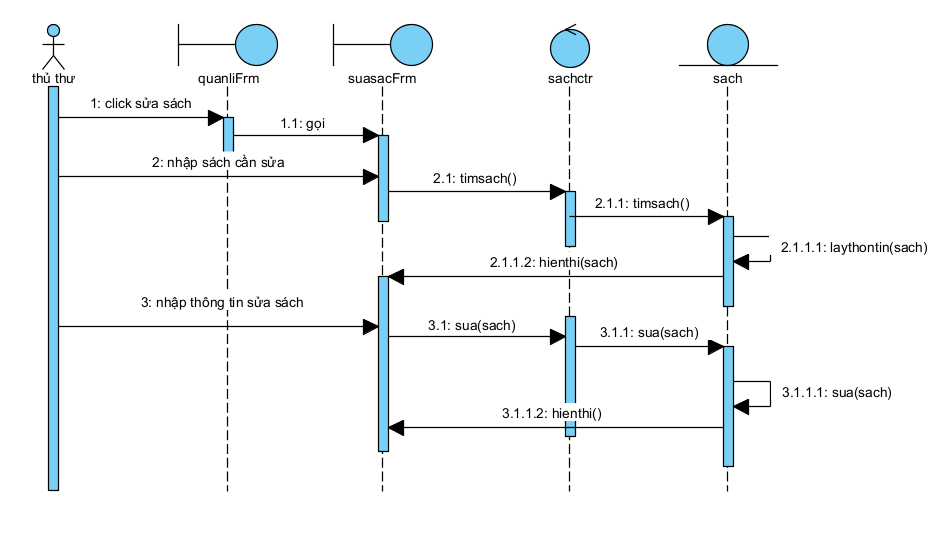 thủ thư
quanliFrm
suasacFrm
sachctr
sach
1: click sửa sách
1.1: gọi
2: nhập sách cần sửa
2.1: timsach()
2.1.1: timsach()
2.1.1.1: laythontin(sach)
2.1.1.2: hienthi(sach)
3: nhập thông tin sửa sách
3.1: sua(sach)
3.1.1: sua(sach)
3.1.1.1: sua(sach)
3.1.1.2: hienthi()